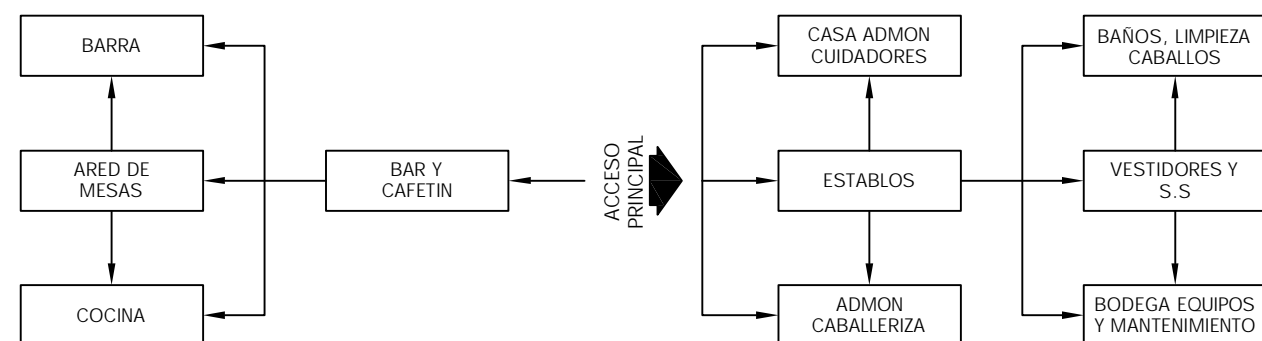 BARRA
ARED DE
MESAS
COCINA
BAR Y
CAFETIN
ACCESO
PRINCIPAL
CASA ADMON
CUIDADORES
ESTABLOS
ADMON
CABALLERIZA
BAÑOS, LIMPIEZA
CABALLOS
VESTIDORES Y
S.S
BODEGA EQUIPOS
Y MANTENIMIENTO